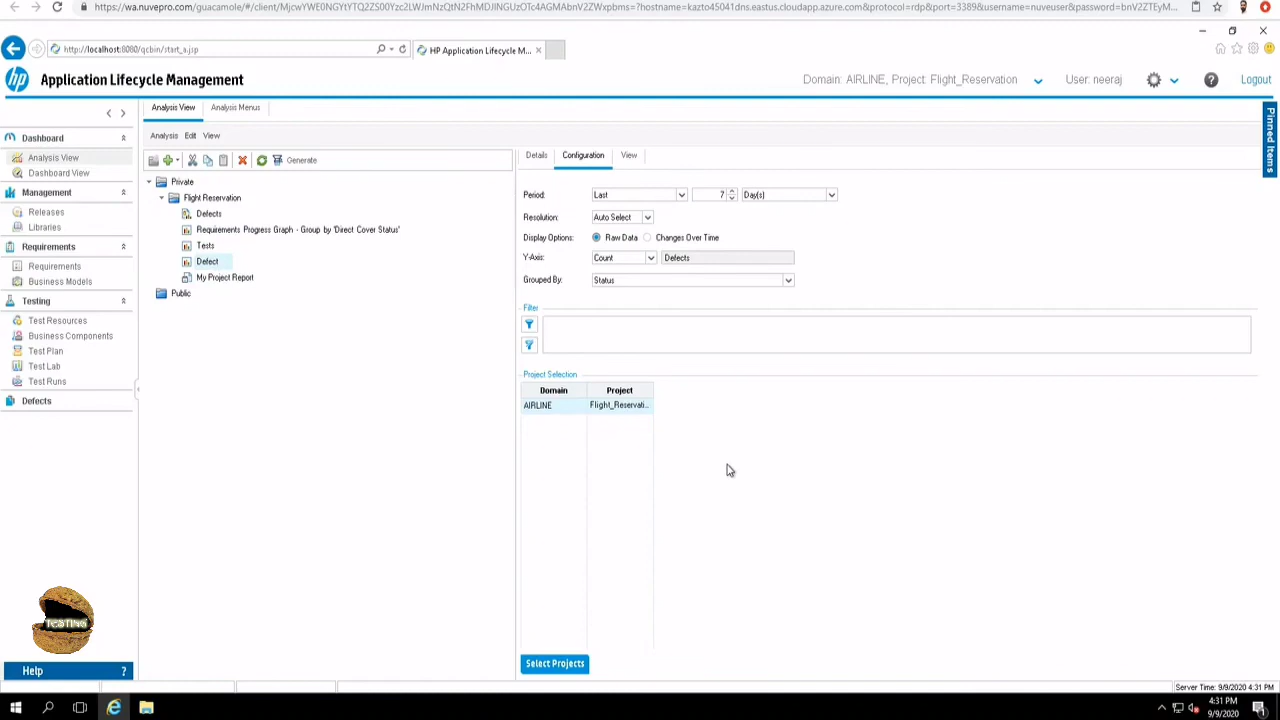 https://wa.nuvepro.com/guacamole/#/client/MjcwYWE0NGYtYTQ2ZS00Yzc2LWJmNzQtN2FhMDJlNGUzOTc4AGMAbnV2ZWxpbms=?hostname=kazto45041dns.eastus.cloudapp.azure.com&protocol=rdp&port=3389&username=nuveuser&password=bnV2ZTEyM...
http://localhost:8080/qcbin/start_a.jsp
HP Application Lifecycle M...
hp
Application Lifecycle Management
Domain: AIRLINE, Project: Flight_Reservation
User: neeraj
Logout
Pinned Items
Dashboard
Analysis View
Dashboard View
Management
Releases
Libraries
Requirements
Requirements
Business Models
Testing
Test Resources
Business Components
Test Plan
Test Lab
Test Runs
Defects
Analysis View
Analysis Menus
Analysis Edit View
Generate
Private
Flight Reservation
Defects
Requirements Progress Graph - Group by 'Direct Cover Status'
Tests
Defect
My Project Report
Public
Details
Configuration
View
Period: Last 7 Day(s)
Resolution: Auto Select
Display Options: Raw Data Changes Over Time
Y-Axis: Count Defects
Grouped By: Status
Filter
Project Selection
Domain Project
AIRLINE Flight_Reservati...
Select Projects
TESTING
Help ?
Server Time: 9/9/2020 4:31 PM
4:31 PM
9/9/2020